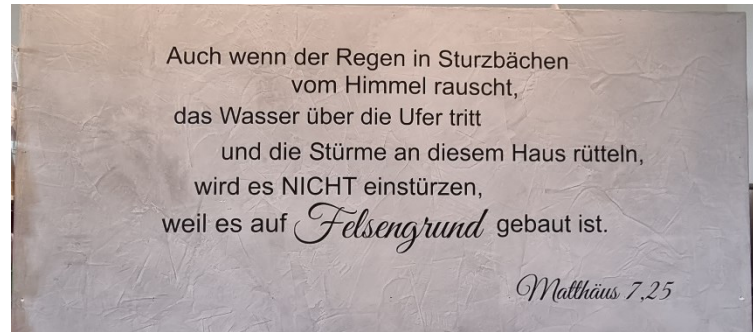 Auch wenn der Regen in Sturzbächen
vom Himmel rauscht,
das Wasser über die Ufer tritt
und die Stürme an diesem Haus rütteln,
wird es NICHT einstürzen,
weil es auf Felsengrund gebaut ist.
Matthäus 7,25